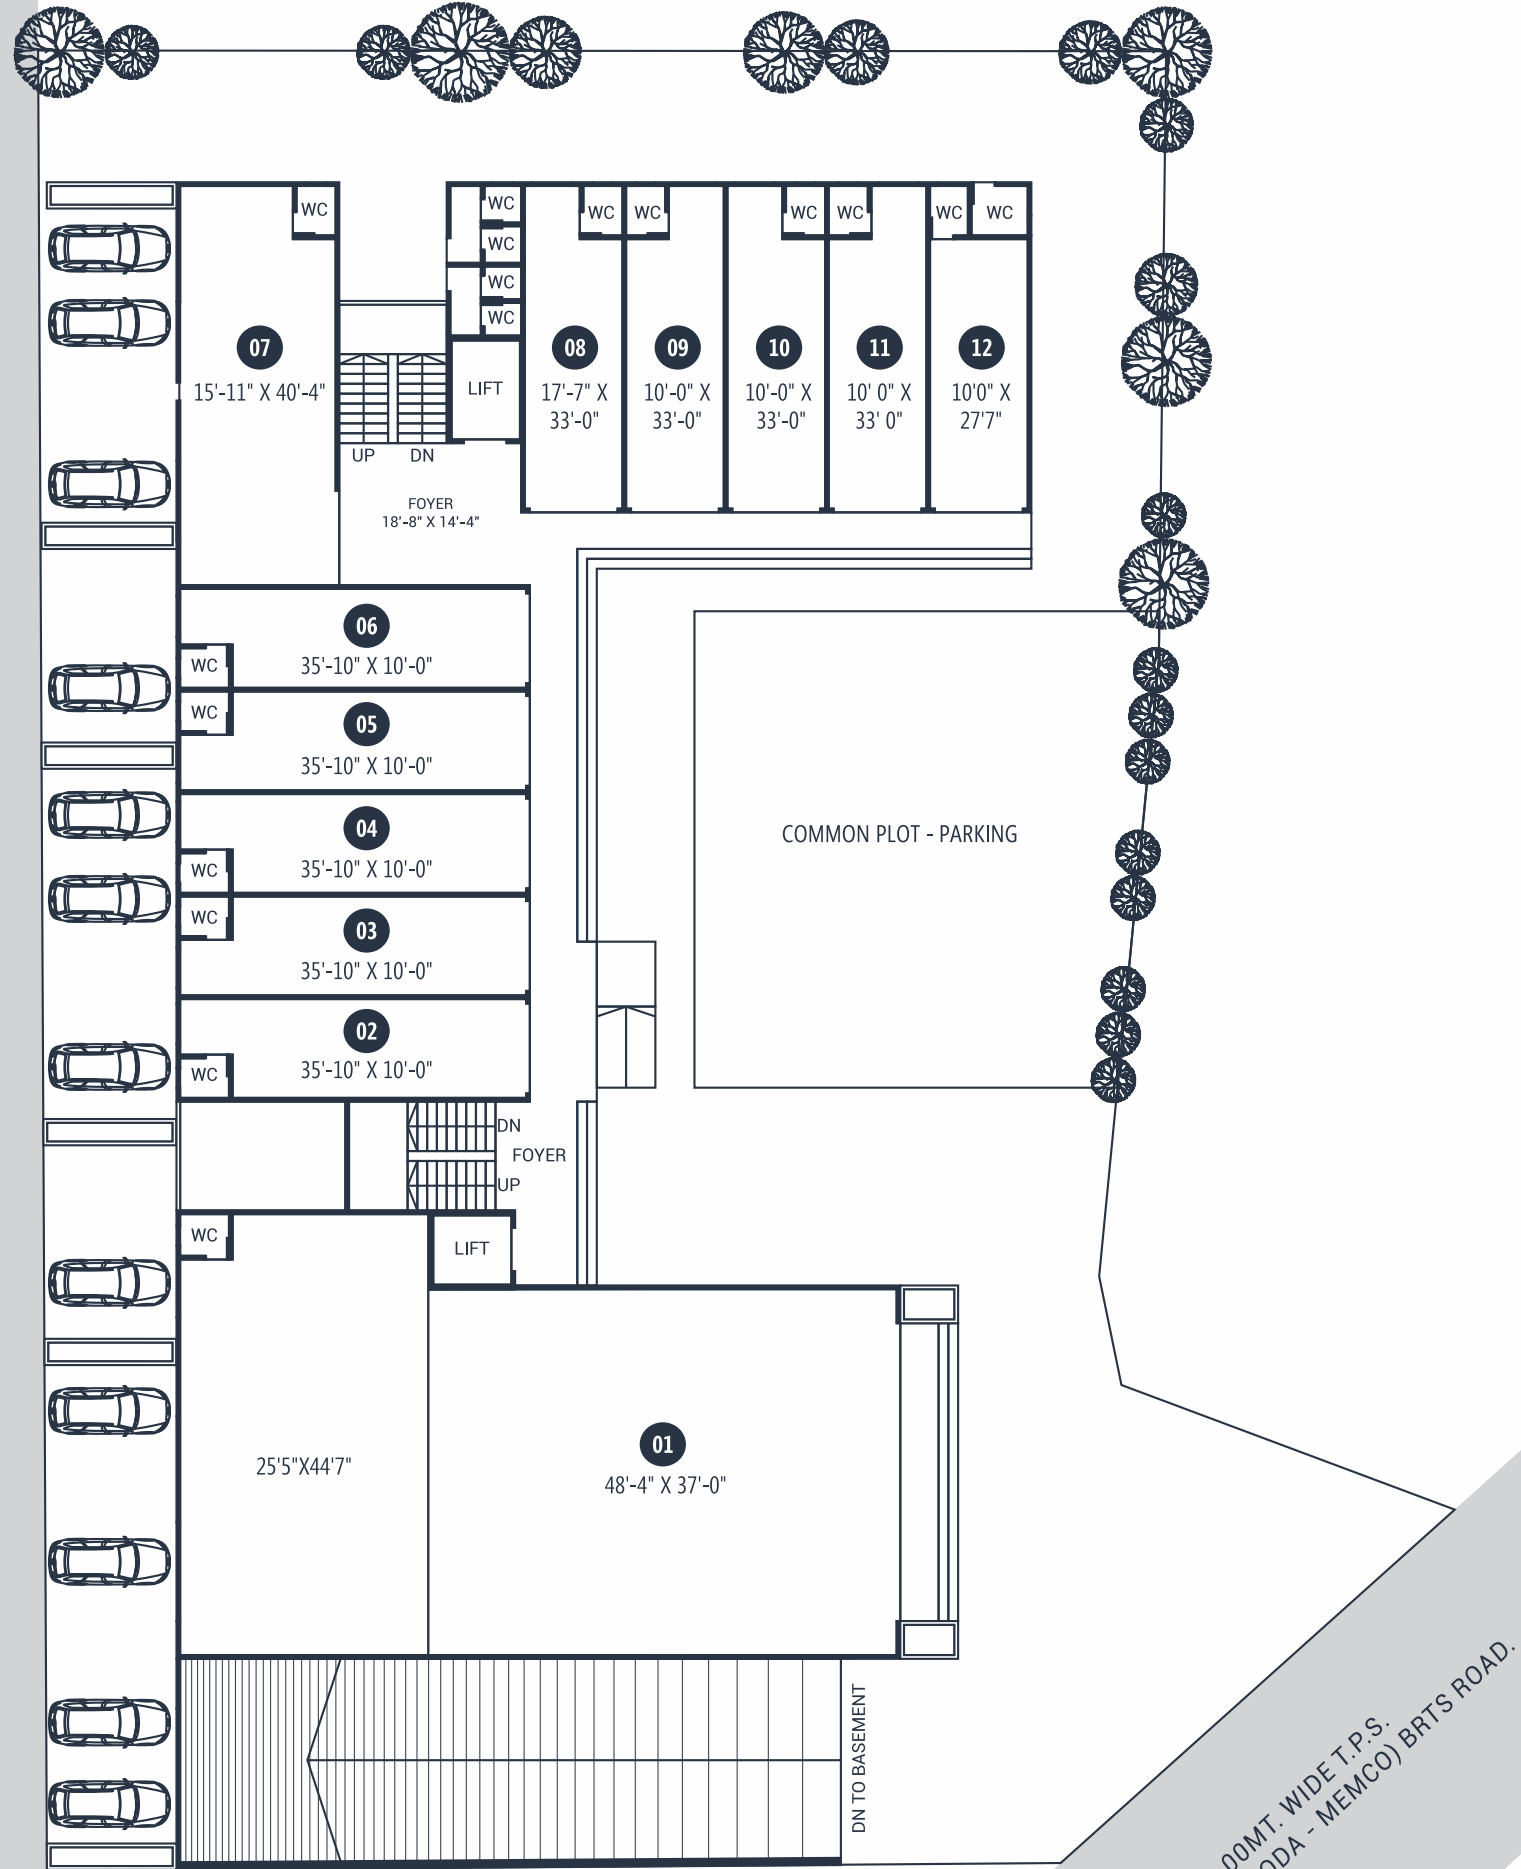 WC
WC
WC
WC
WC
WC
WC
WC
WC
WC
WC
07
15'-11" X 40'-4"
LIFT
08
17'-7" X
33'-0"
09
10'-0" X
33'-0"
10
10'-0" X
33'-0"
11
10' 0" X
33' 0"
12
10'0" X
27'7"
UP
DN
FOYER
18'-8" X 14'-4"
06
35'-10" X 10'-0"
WC
05
35'-10" X 10'-0"
WC
04
35'-10" X 10'-0"
WC
03
35'-10" X 10'-0"
WC
02
35'-10" X 10'-0"
WC
COMMON PLOT - PARKING
DN
FOYER
UP
WC
LIFT
25'5"X44'7"
01
48'-4" X 37'-0"
DN TO BASEMENT
00MT. WIDE T.P.S.
ODA - MEMCO) BRTS ROAD.